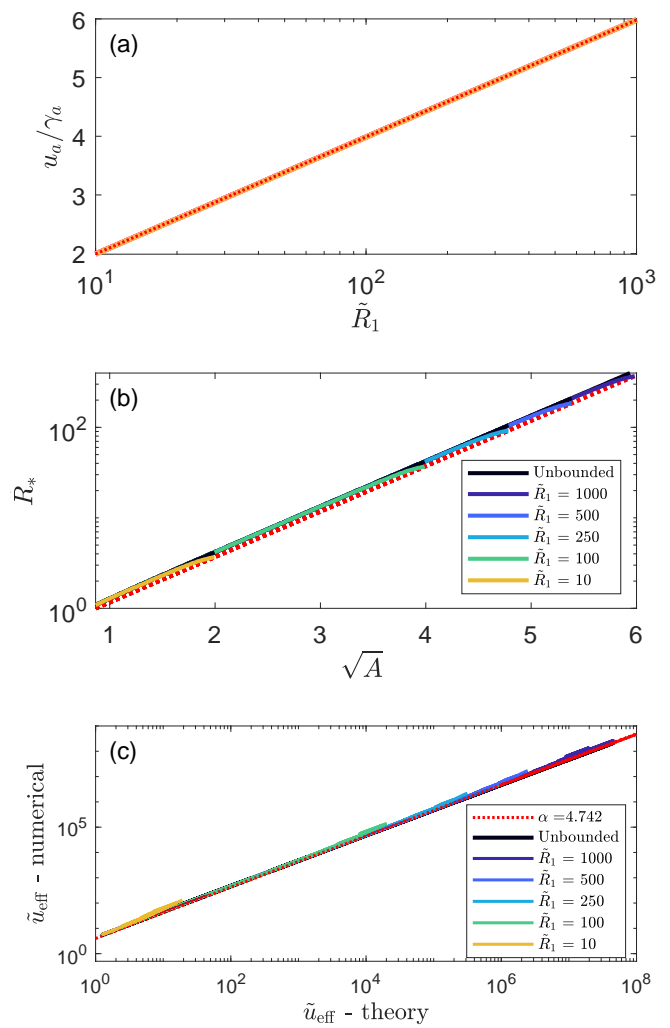 (a)
6
5
4
3
2
u_a/γ_a
10^1
10^2
10^3
R̃_1
(b)
10^2
10^0
R_*
Unbounded
R̃_1 = 1000
R̃_1 = 500
R̃_1 = 250
R̃_1 = 100
R̃_1 = 10
1
2
3
4
5
6
√A
(c)
10^5
10^0
ũ_eff - numerical
α =4.742
Unbounded
R̃_1 = 1000
R̃_1 = 500
R̃_1 = 250
R̃_1 = 100
R̃_1 = 10
10^0
10^2
10^4
10^6
10^8
ũ_eff - theory